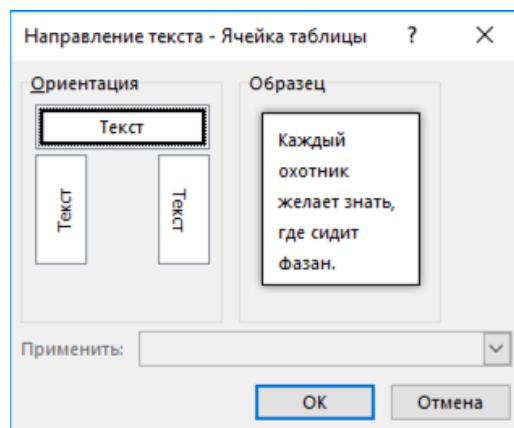 Направление текста - Ячейка таблицы ? ×
Ориентация
Образец
Текст
Текст
Текст
Каждый
охотник
желает знать,
где сидит
фазан.
Применить:
ОК
Отмена